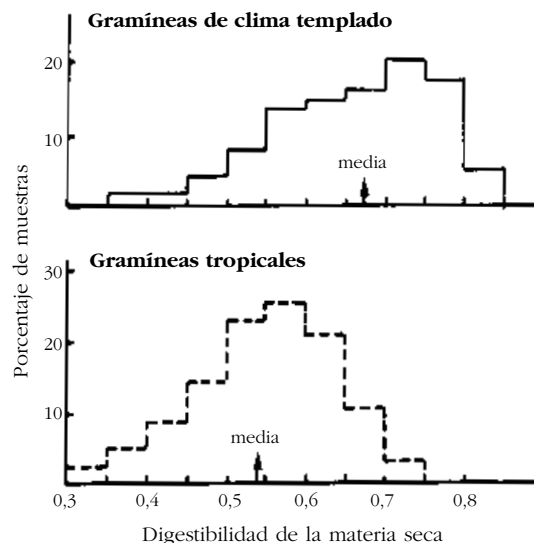 Gramíneas de clima templado
20
10
media
Gramíneas tropicales
30
20
10
media
0,3 0,4 0,5 0,6 0,7 0,8
Digestibilidad de la materia seca
Porcentaje de muestras